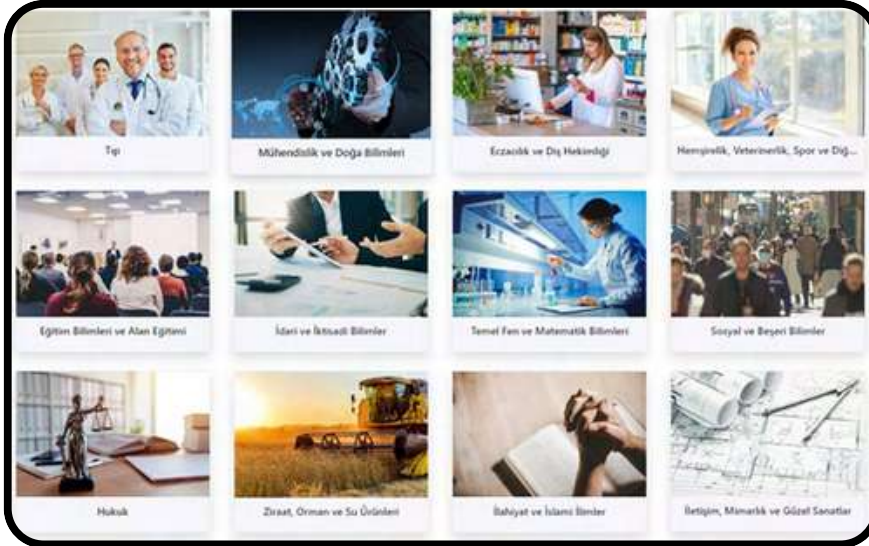 Tıp
Mühendislik ve Doğa Bilimleri
Eczacılık ve Diş Hekimliği
Hemşirelik, Veterinerlik, Spor ve Diğ...
Eğitim Bilimleri ve Alan Eğitimi
İdari ve İktisadi Bilimler
Temel Fen ve Matematik Bilimleri
Sosyal ve Beşeri Bilimler
Hukuk
Ziraat, Orman ve Su Ürünleri
İlahiyat ve İslami İlimler
İletişim, Mimarlık ve Güzel Sanatlar